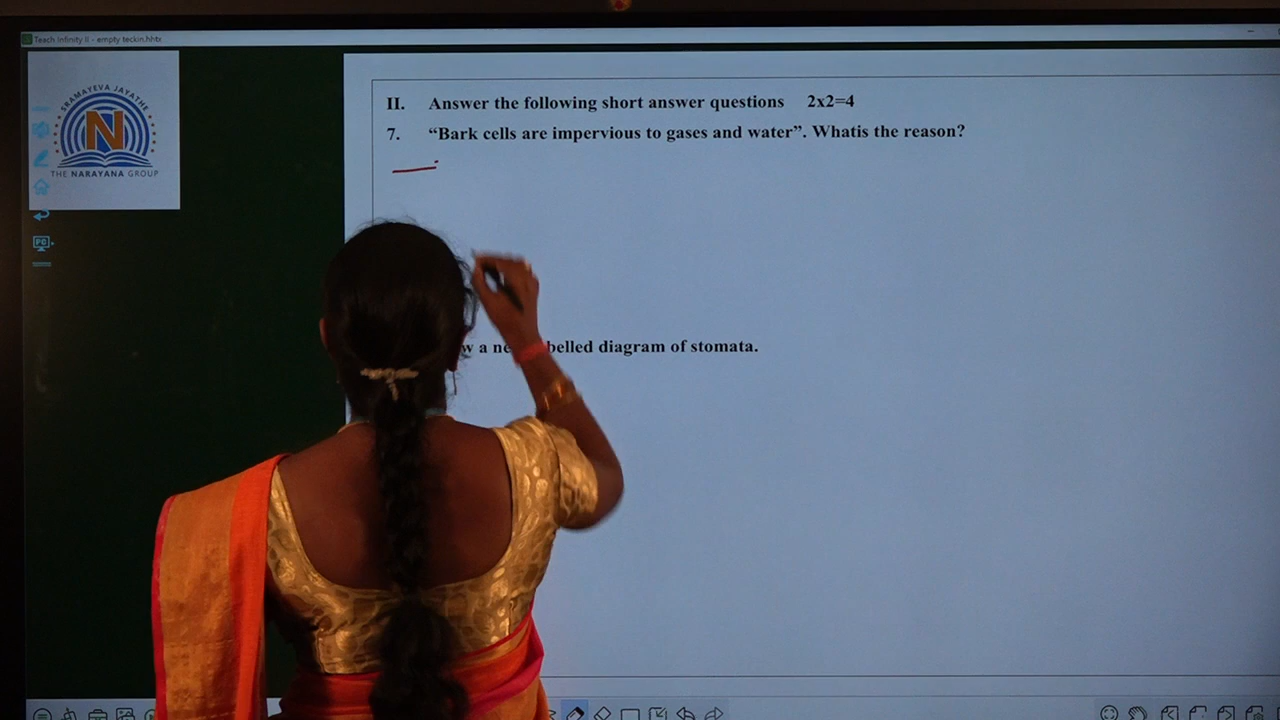 Teach Infinity II - empty teckin.hhtx
SRAMAYEVA JAYATHE
N
THE NARAYANA GROUP
PC
II. Answer the following short answer questions 2x2=4
7. “Bark cells are impervious to gases and water”. Whatis the reason?
a belled diagram of stomata.